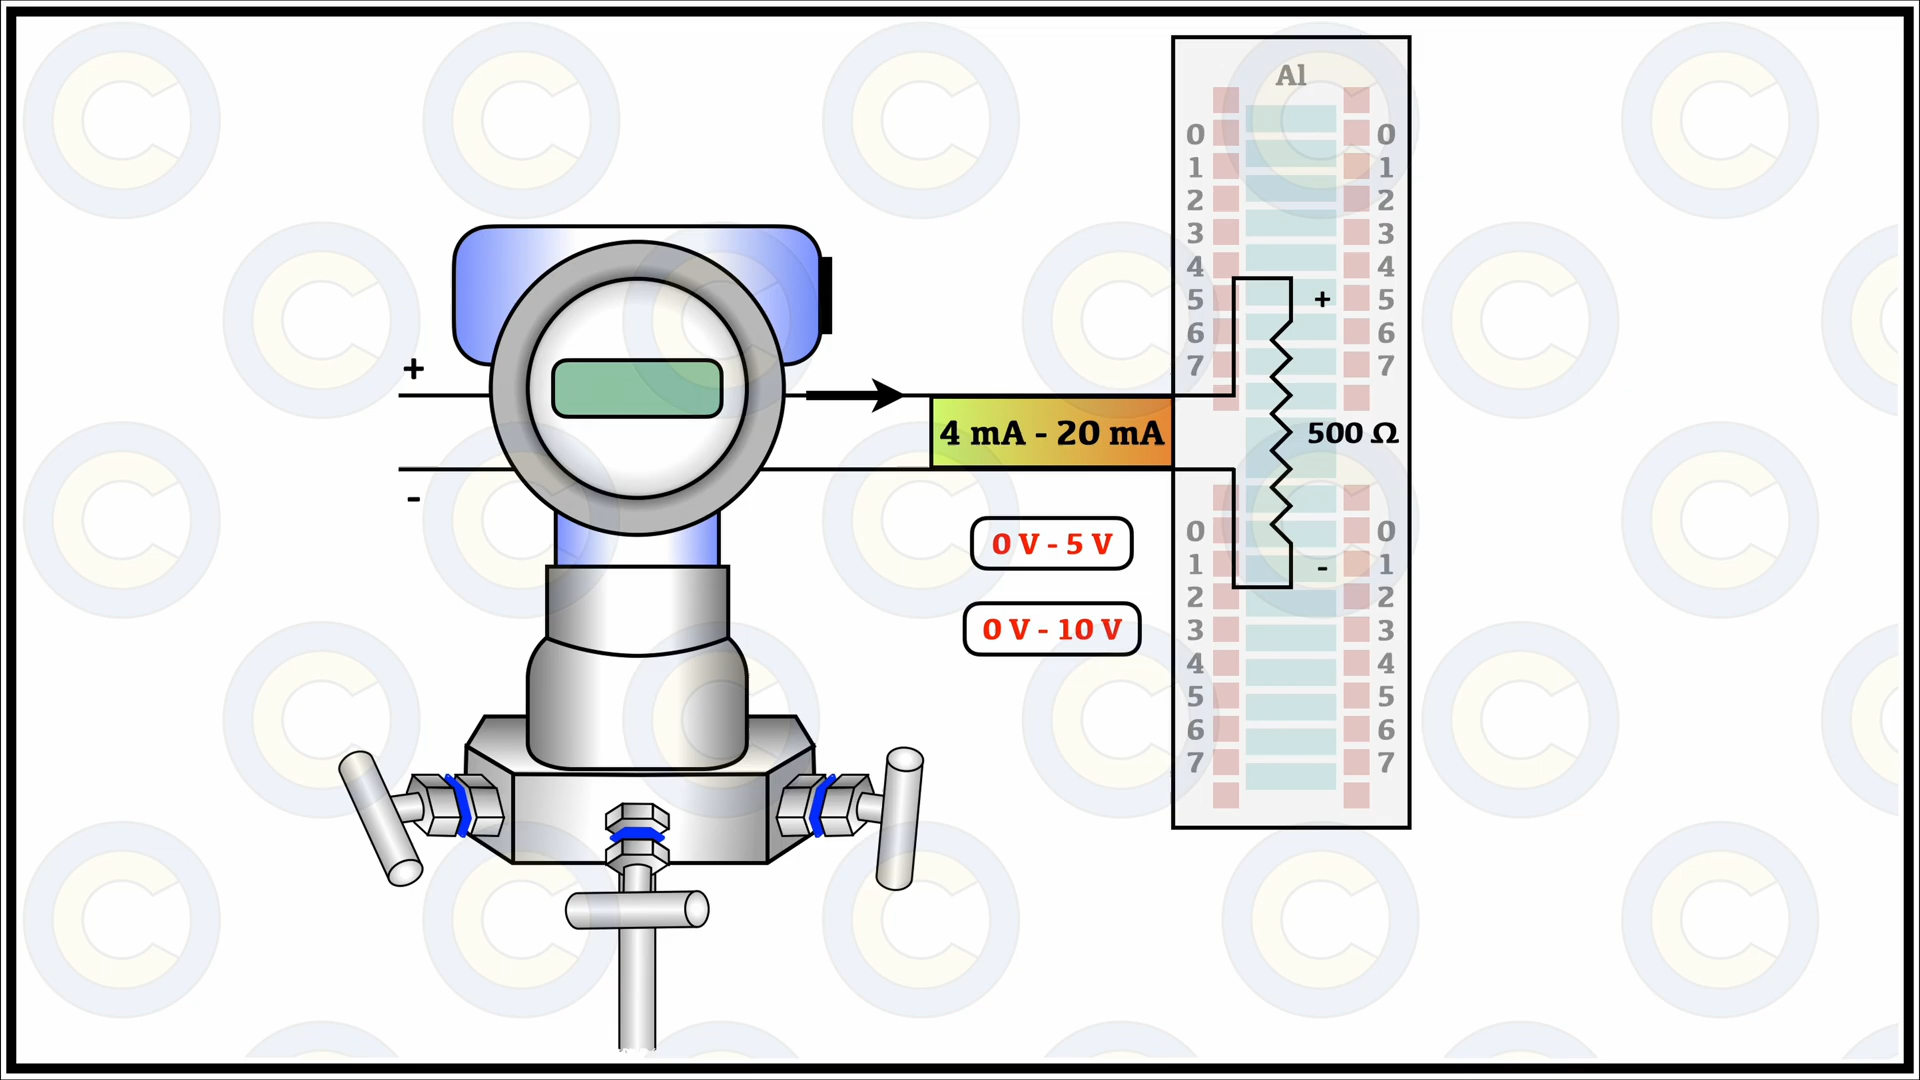 Al
0 0
1 1
2 2
3 3
4 4
5 + 5
6 6
7 7
+
4 mA - 20 mA
500 Ω
-
0 V - 5 V
0 V - 10 V
0 0
1 - 1
2 2
3 3
4 4
5 5
6 6
7 7